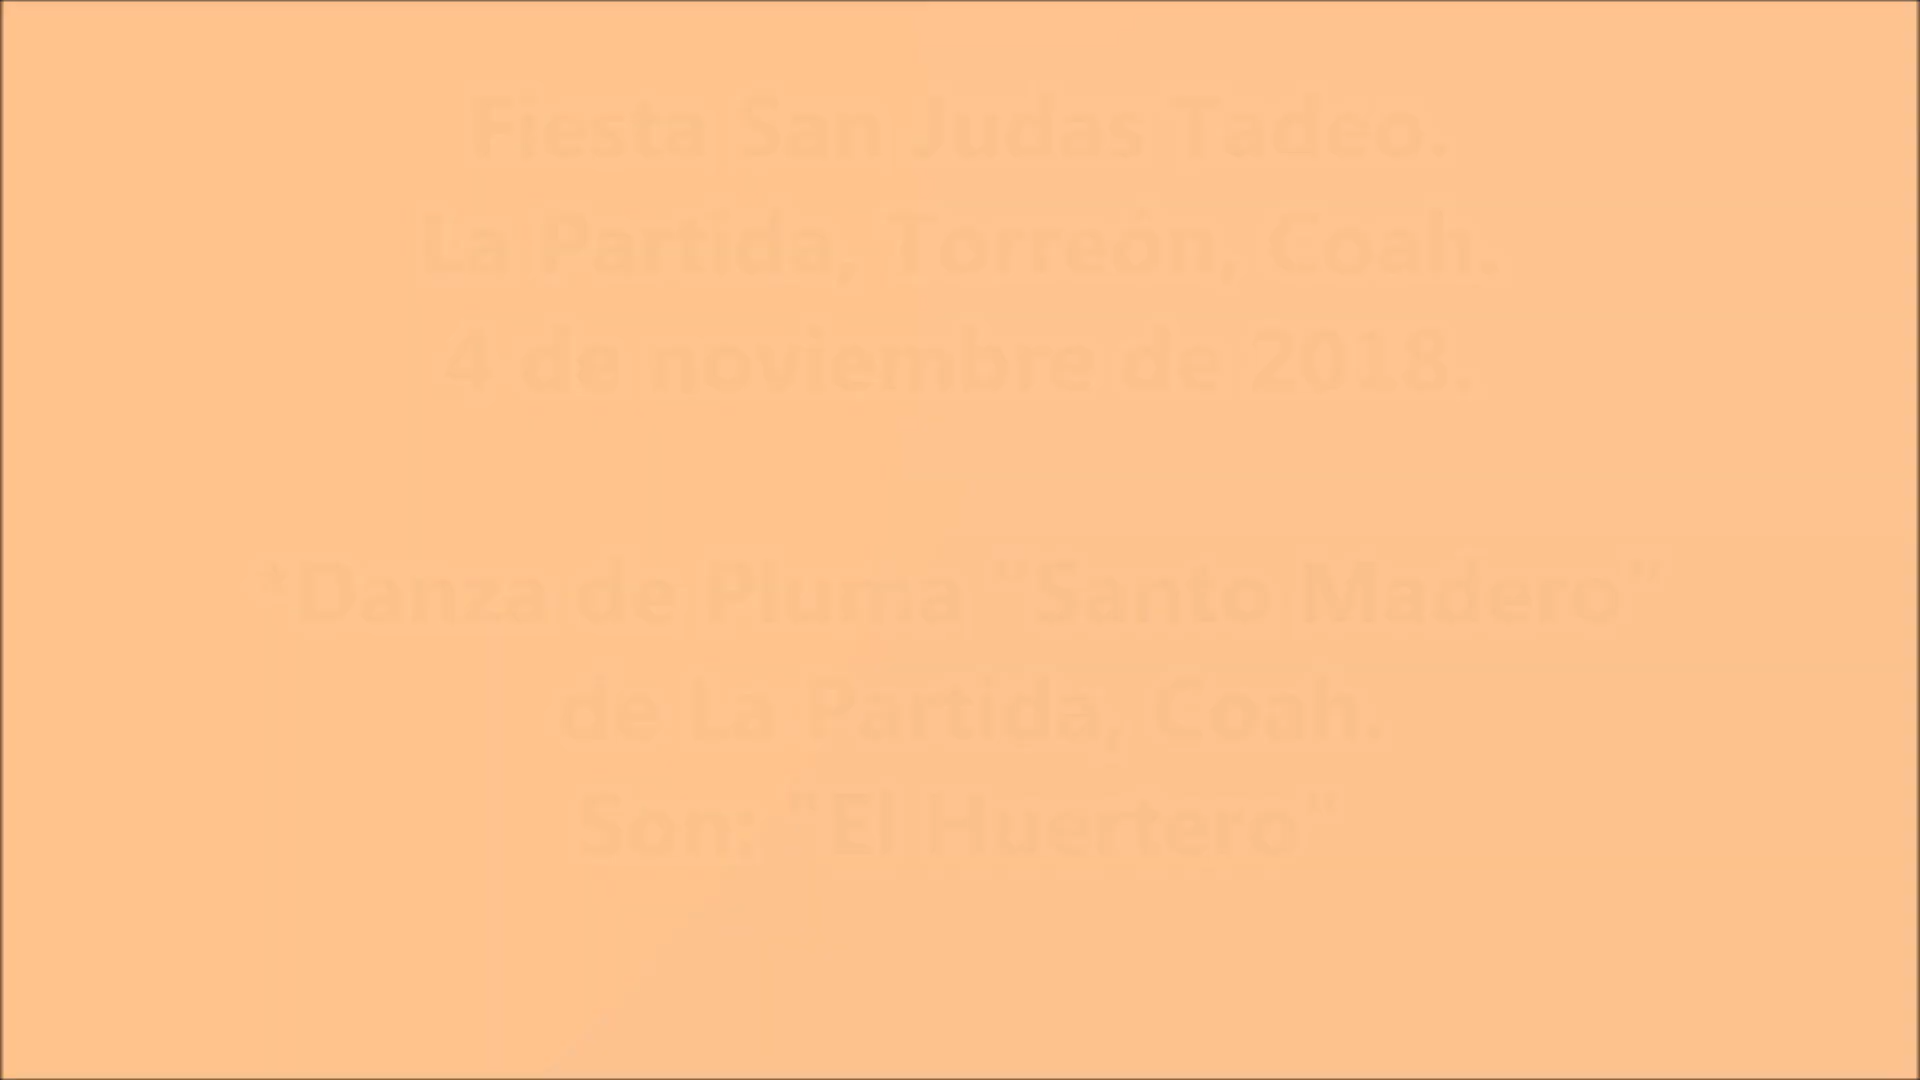 Fiesta San Judas Tadeo.
La Partida, Torreón, Coah.
4 de noviembre de 2018.
*Danza de Pluma "Santo Madero"
de La Partida, Coah.
Son: "El Huertero"